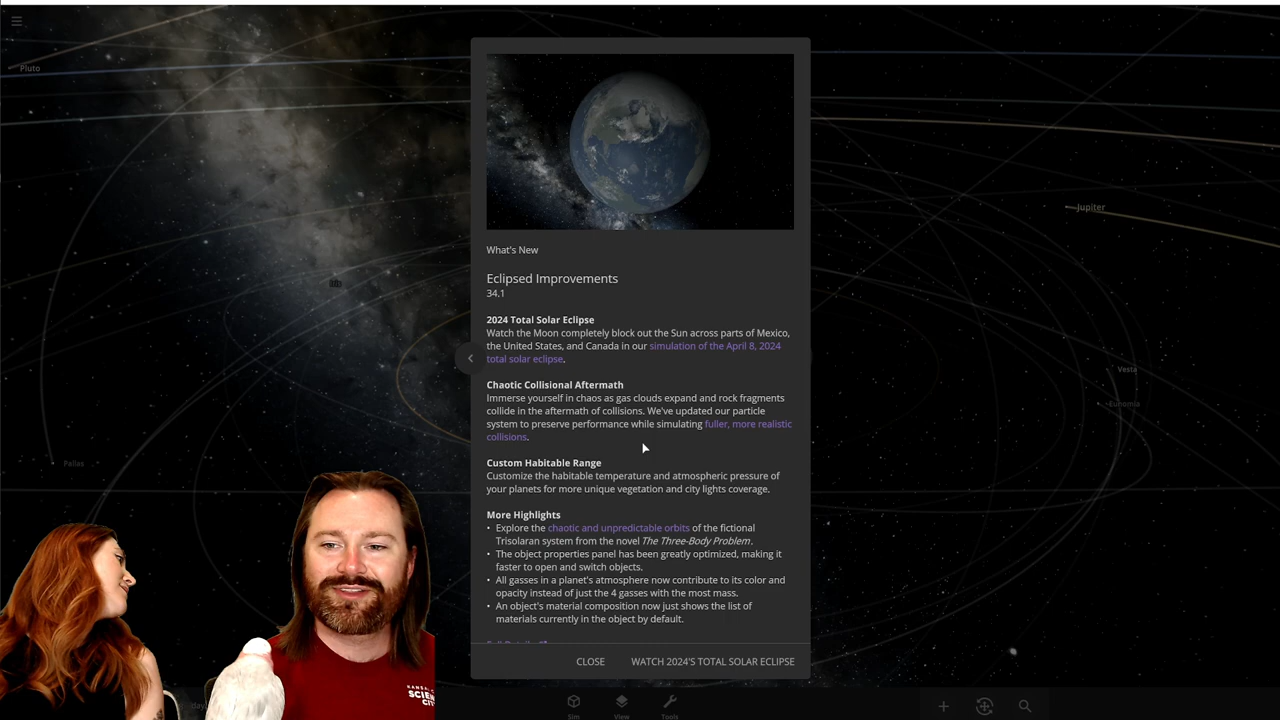 Pluto
Jupiter
Vesta
Eunomia
Pallas
What's New
Eclipsed Improvements
34.1
2024 Total Solar Eclipse
Watch the Moon completely block out the Sun across parts of Mexico,
the United States, and Canada in our simulation of the April 8, 2024
total solar eclipse.
Chaotic Collisional Aftermath
Immerse yourself in chaos as gas clouds expand and rock fragments
collide in the aftermath of collisions. We've updated our particle
system to preserve performance while simulating fuller, more realistic
collisions.
Custom Habitable Range
Customize the habitable temperature and atmospheric pressure of
your planets for more unique vegetation and city lights coverage.
More Highlights
• Explore the chaotic and unpredictable orbits of the fictional
Trisolaran system from the novel The Three-Body Problem.
• The object properties panel has been greatly optimized, making it
faster to open and switch objects.
• All gasses in a planet's atmosphere now contribute to its color and
opacity instead of just the 4 gasses with the most mass.
• An object's material composition now just shows the list of
materials currently in the object by default.
CLOSE
WATCH 2024'S TOTAL SOLAR ECLIPSE
day
Sim
View
Tools
KANSAS
SCIEN
CIT